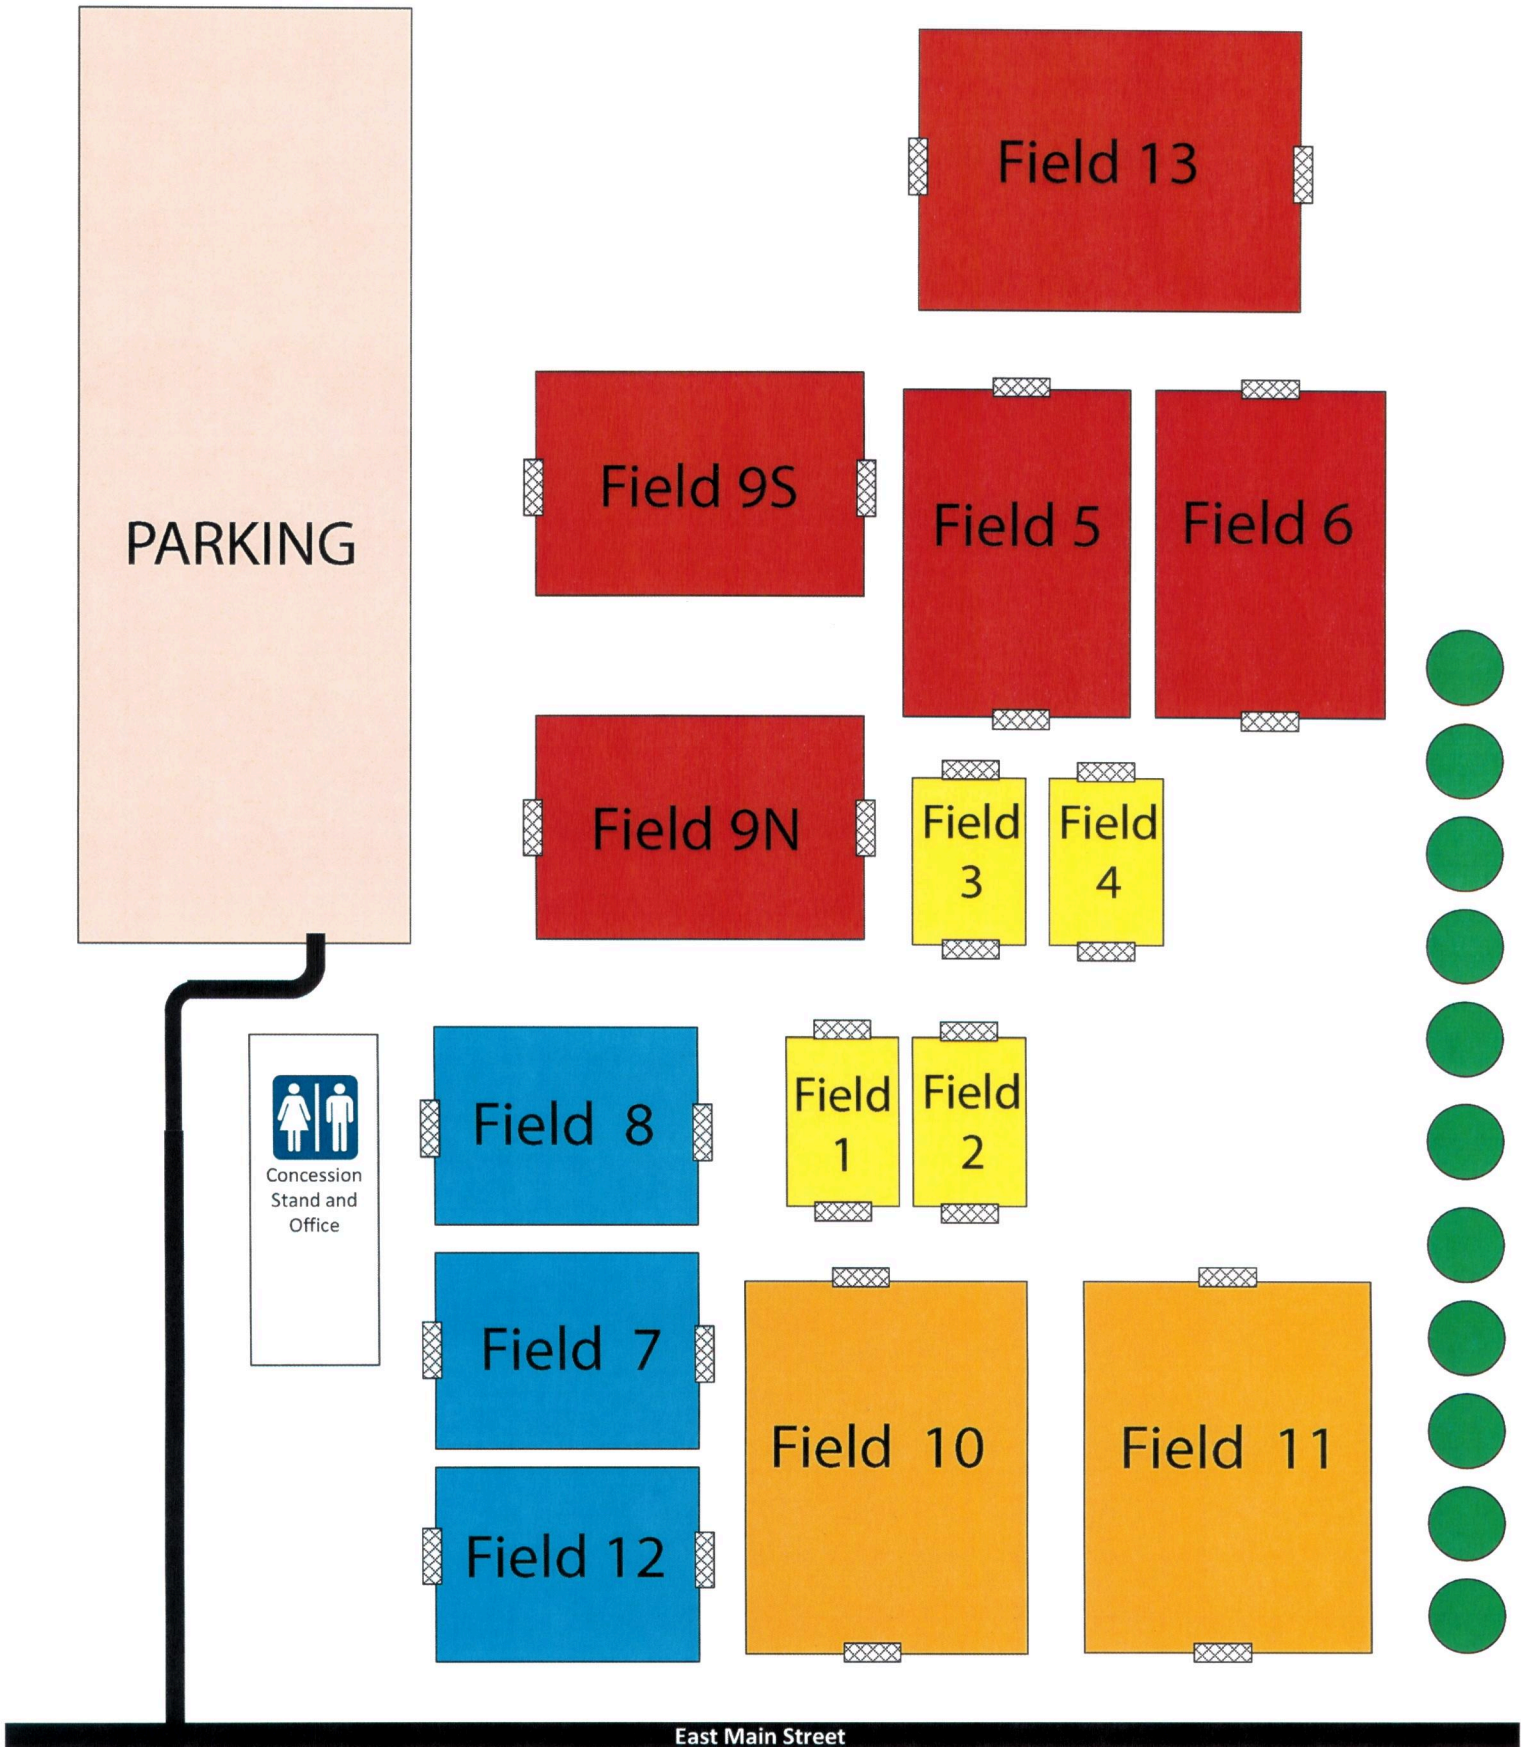 Field 13
Field 9S
Field 5
Field 6
PARKING
Field 9N
Field
3
Field
4
Field 8
Field
1
Field
2
Concession
Stand and
Office
Field 7
Field 10
Field 11
Field 12
East Main Street